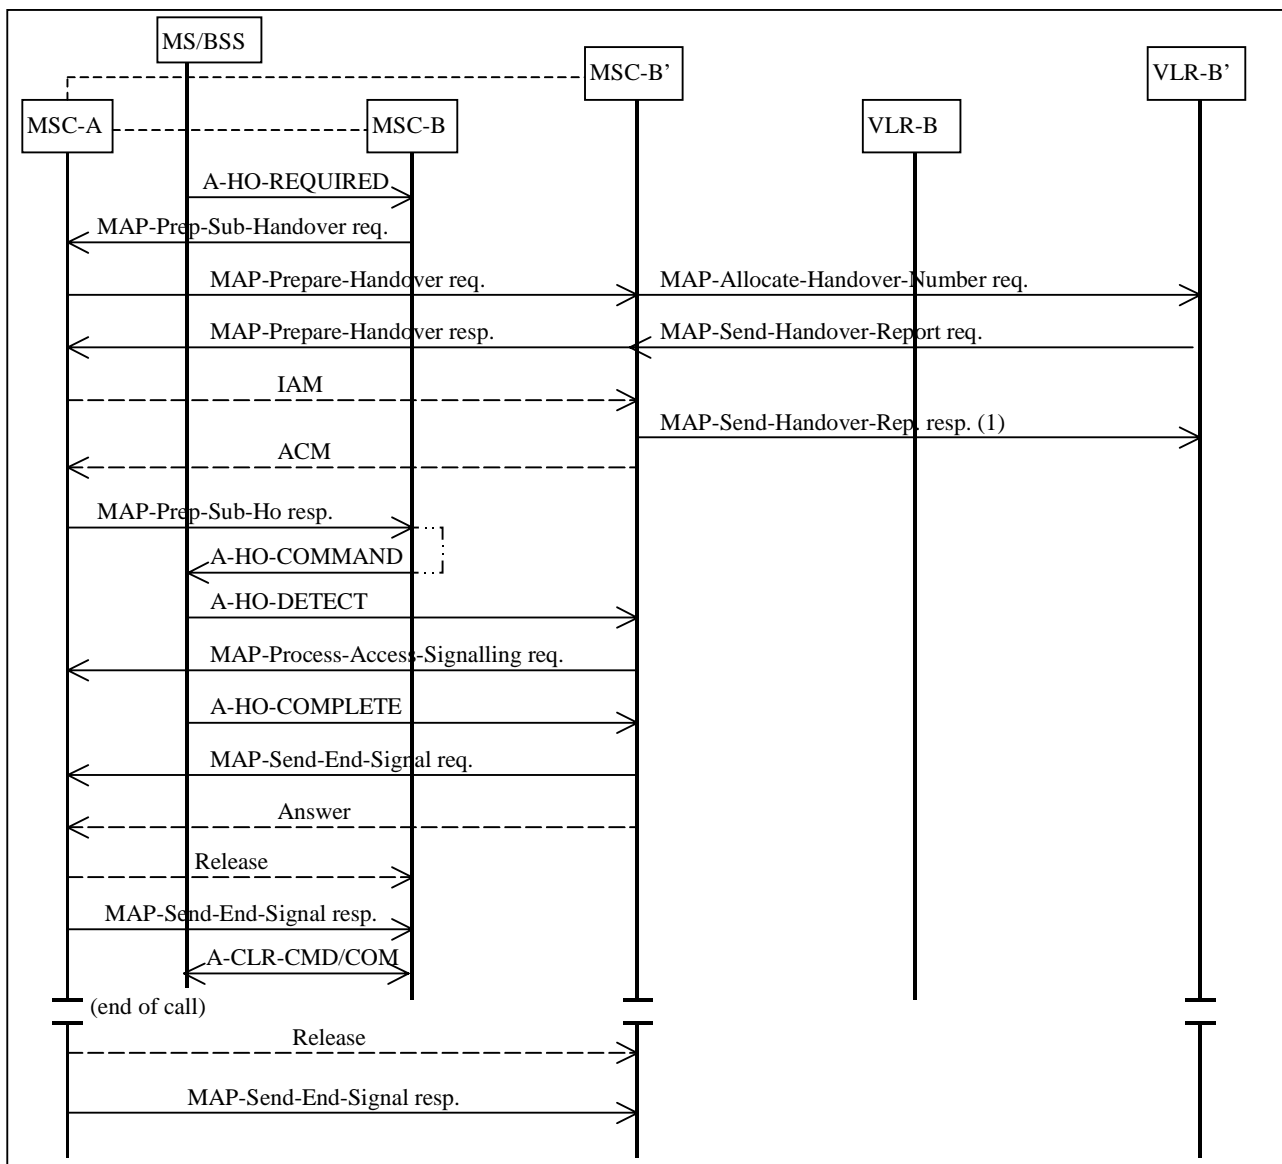 MS/BSS
MSC-B’
VLR-B’
MSC-A
MSC-B
VLR-B
A-HO-REQUIRED
MAP-Prep-Sub-Handover req.
MAP-Prepare-Handover req.
MAP-Allocate-Handover-Number req.
MAP-Prepare-Handover resp.
MAP-Send-Handover-Report req.
IAM
MAP-Send-Handover-Rep. resp. (1)
ACM
MAP-Prep-Sub-Ho resp.
A-HO-COMMAND
A-HO-DETECT
MAP-Process-Access-Signalling req.
A-HO-COMPLETE
MAP-Send-End-Signal req.
Answer
Release
MAP-Send-End-Signal resp.
A-CLR-CMD/COM
(end of call)
Release
MAP-Send-End-Signal resp.